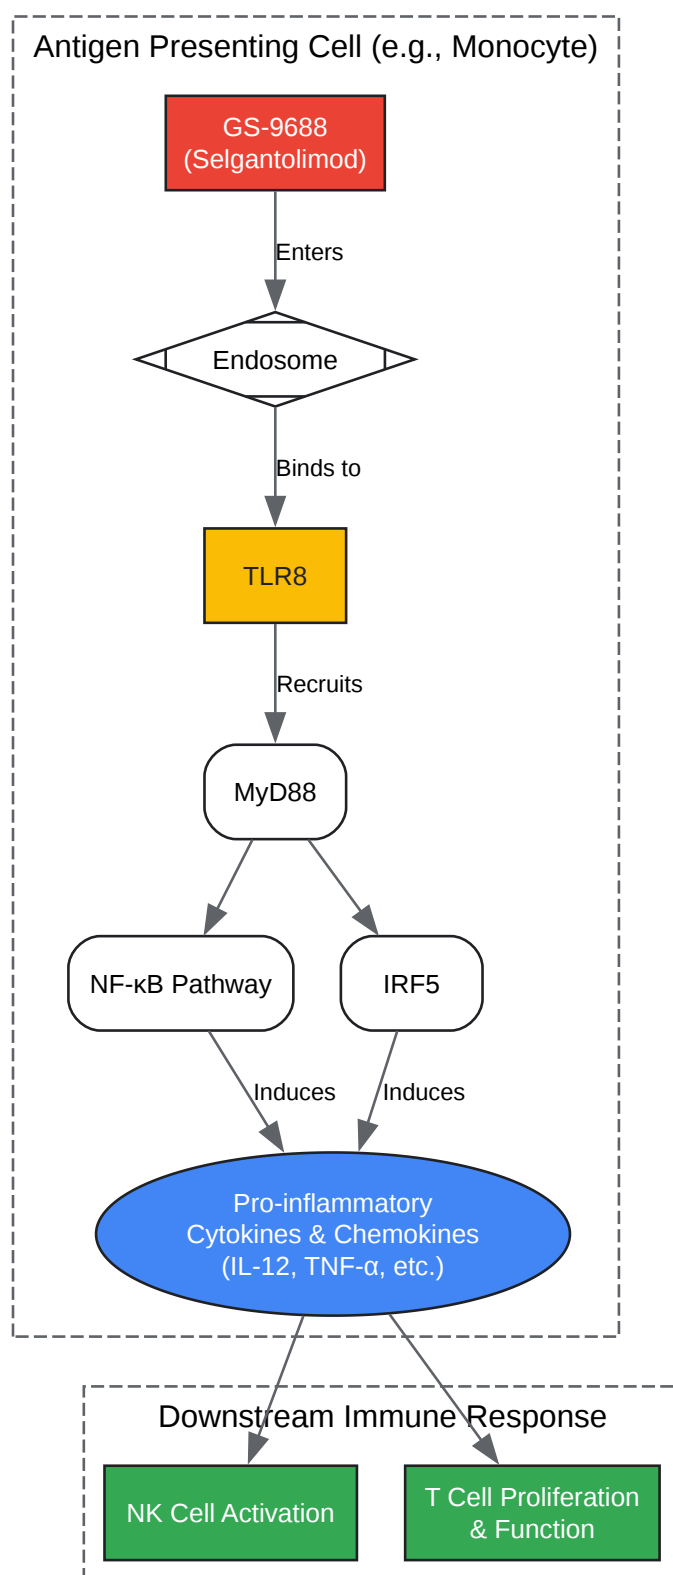 Antigen Presenting Cell (e.g., Monocyte)
GS-9688
(Selgantolimod)
Enters
Endosome
Binds to
TLR8
Recruits
MyD88
NF-κB Pathway
IRF5
Induces
Induces
Pro-inflammatory
Cytokines & Chemokines
(IL-12, TNF-α, etc.)
Downstream Immune Response
NK Cell Activation
T Cell Proliferation
& Function